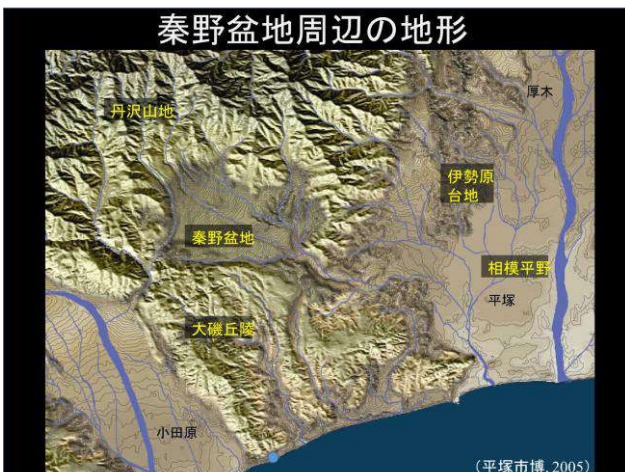 秦野盆地周辺の地形
厚木
丹沢山地
伊勢原
台地
秦野盆地
相模平野
平塚
大磯丘陵
小田原
(平塚市博, 2005)